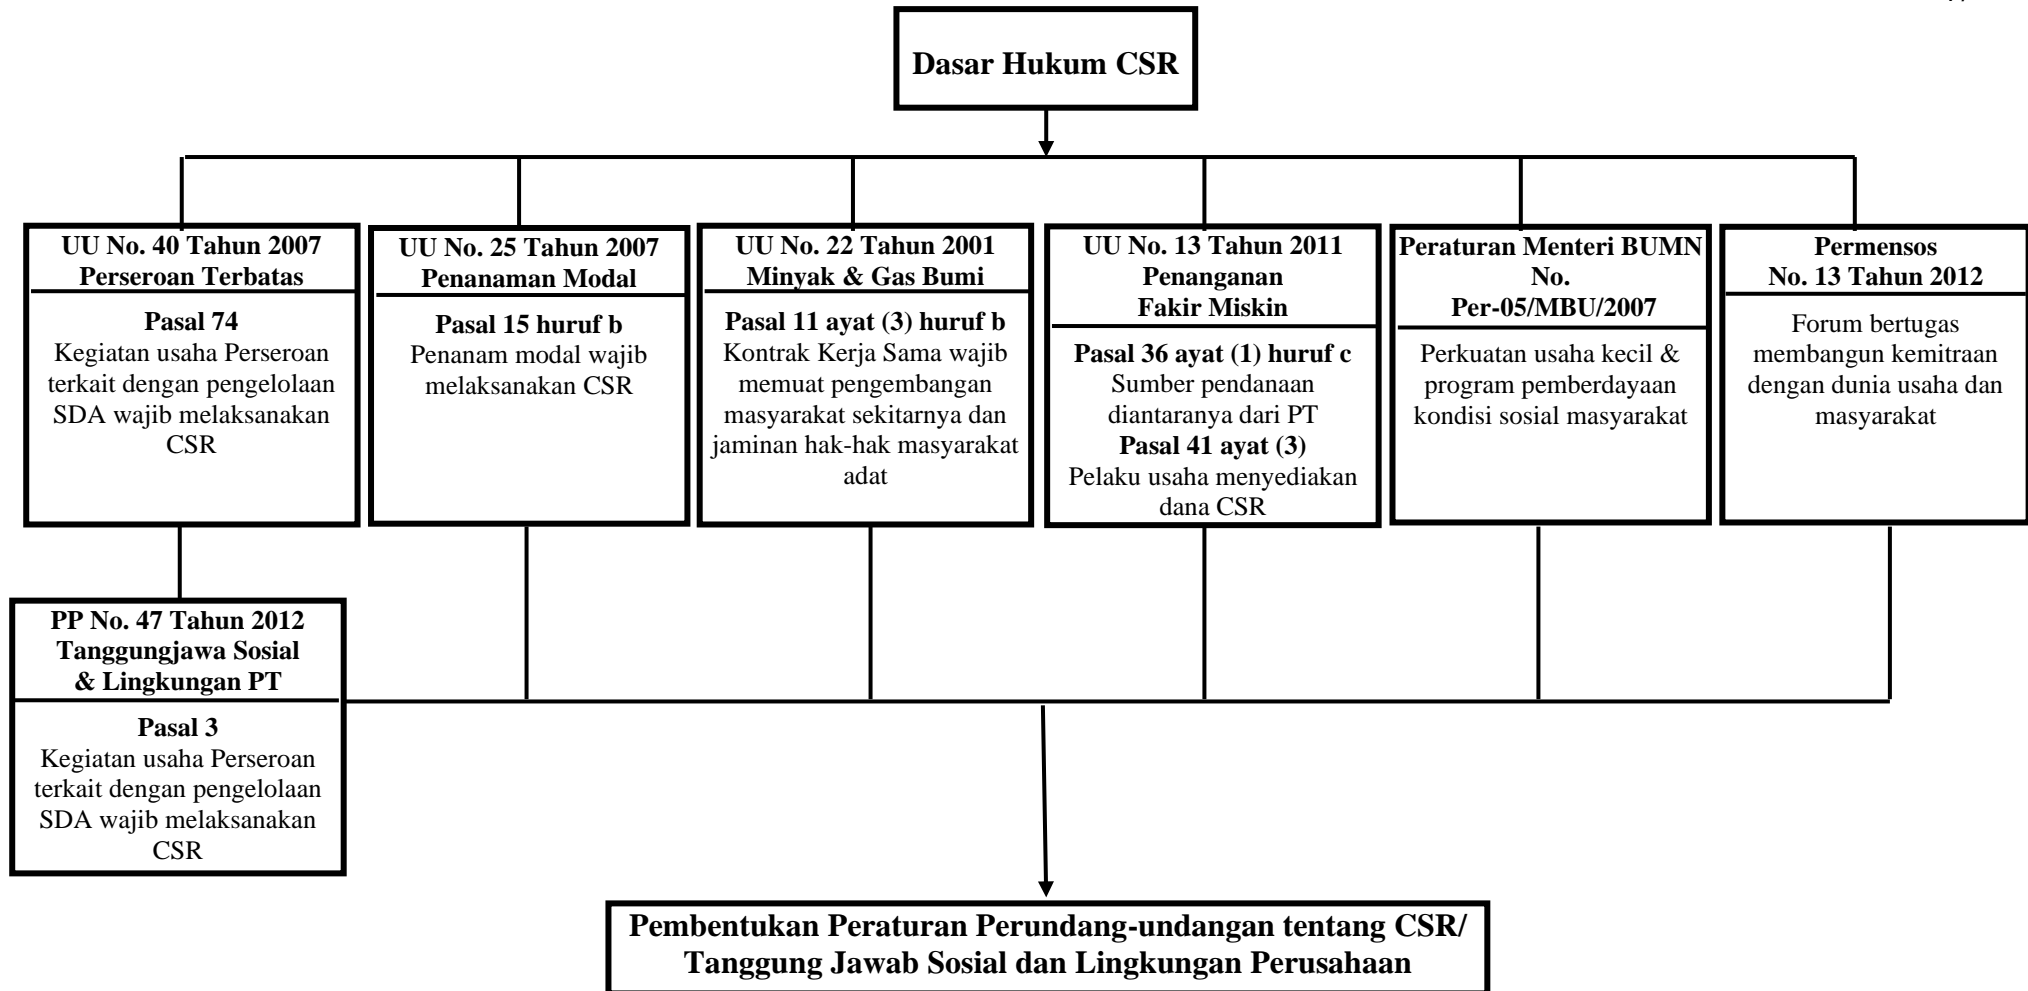 Dasar Hukum CSR
UU No. 40 Tahun 2007
Perseroan Terbatas
Pasal 74
Kegiatan usaha Perseroan
terkait dengan pengelolaan
SDA wajib melaksanakan
CSR
UU No. 25 Tahun 2007
Penanaman Modal
Pasal 15 huruf b
Penanam modal wajib
melaksanakan CSR
UU No. 22 Tahun 2001
Minyak & Gas Bumi
Pasal 11 ayat (3) huruf b
Kontrak Kerja Sama wajib
memuat pengembangan
masyarakat sekitarnya dan
jaminan hak-hak masyarakat
adat
UU No. 13 Tahun 2011
Penanganan
Fakir Miskin
Pasal 36 ayat (1) huruf c
Sumber pendanaan
diantaranya dari PT
Pasal 41 ayat (3)
Pelaku usaha menyediakan
dana CSR
Peraturan Menteri BUMN
No.
Per-05/MBU/2007
Perkuatan usaha kecil &
program pemberdayaan
kondisi sosial masyarakat
Permensos
No. 13 Tahun 2012
Forum bertugas
membangun kemitraan
dengan dunia usaha dan
masyarakat
PP No. 47 Tahun 2012
Tanggungjawa Sosial
& Lingkungan PT
Pasal 3
Kegiatan usaha Perseroan
terkait dengan pengelolaan
SDA wajib melaksanakan
CSR
Pembentukan Peraturan Perundang-undangan tentang CSR/
Tanggung Jawab Sosial dan Lingkungan Perusahaan